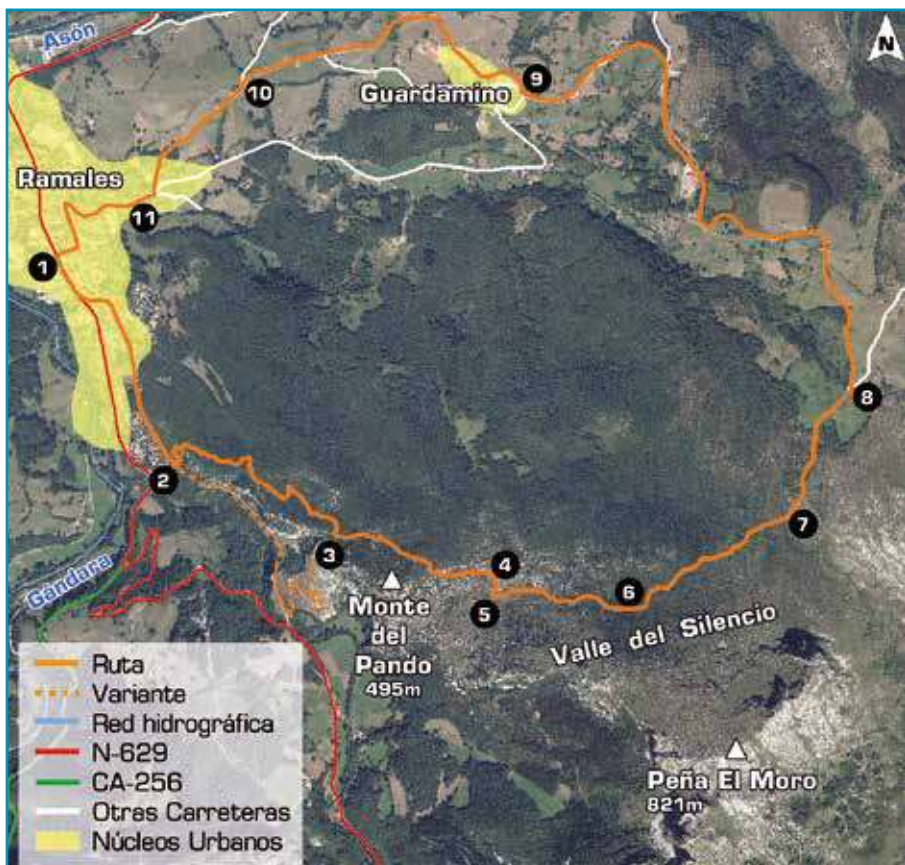 Asón
N
9
Guardamino
10
Ramales
11
1
8
2
7
3
4
6
5
Gándara
Monte
del
Pando
495m
Valle del Silencio
Peña El Moro
821m
Ruta
Variante
Red hidrográfica
N-629
CA-256
Otras Carreteras
Núcleos Urbanos